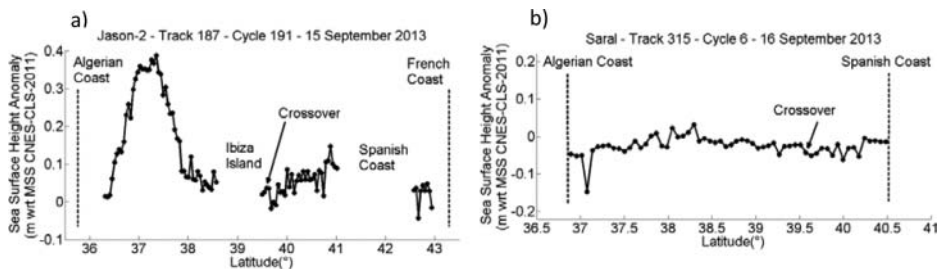 a)
Jason-2 - Track 187 - Cycle 191 - 15 September 2013
Sea Surface Height Anomaly
(m wrt MSS CNES-CLS-2011)
0.4
0.3
0.2
0.1
0
-0.1
Algerian
Coast
French
Coast
Crossover
Ibiza
Island
Spanish
Coast
36 37 38 39 40 41 42 43
Latitude(°)
b)
Saral - Track 315 - Cycle 6 - 16 September 2013
Sea Surface Height Anomaly
(m wrt MSS CNES-CLS-2011)
0.2
0.1
0
-0.1
-0.2
Algerian Coast
Spanish Coast
Crossover
36.5 37 37.5 38 38.5 39 39.5 40 40.5 41
Latitude(°)